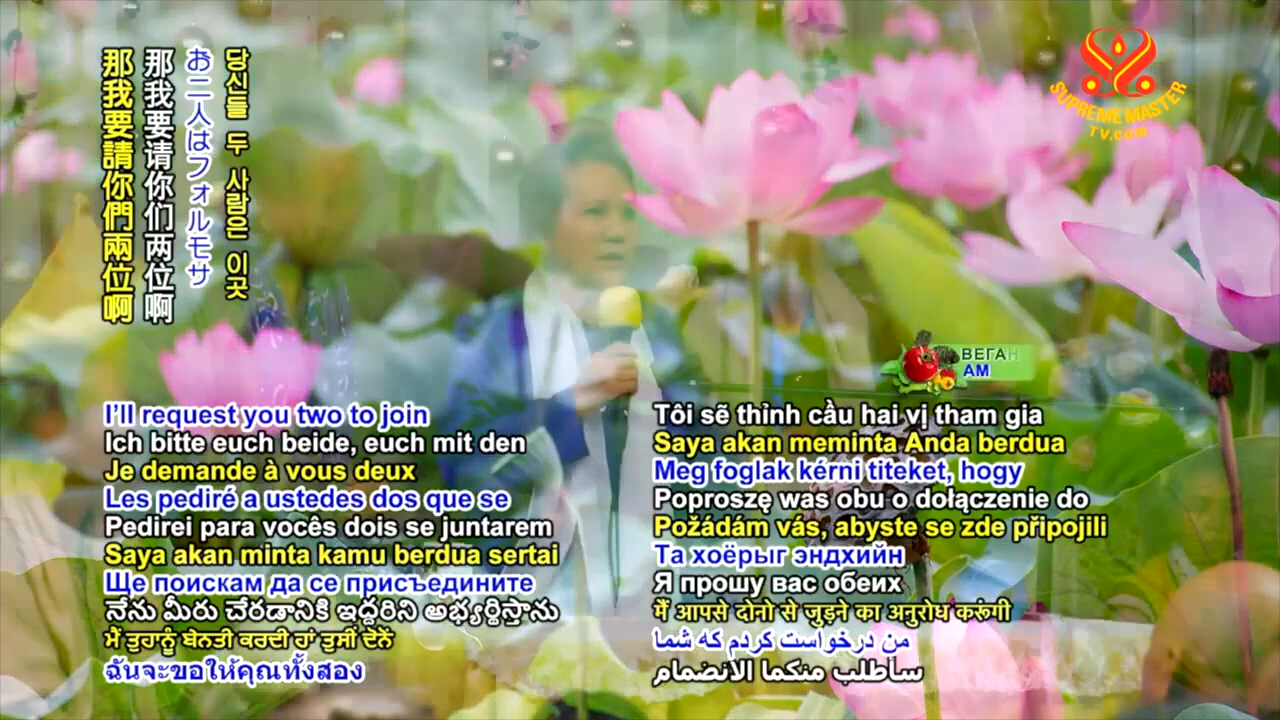 당신들 두 사람은 이곳
お二人はフォルモサ
那我要请你们两位啊
那我要請你們兩位啊
SUPREME MASTER
TV.com
ВЕГАН
АМ
I'll request you two to join
Ich bitte euch beide, euch mit den
Je demande à vous deux
Les pediré a ustedes dos que se
Pedirei para vocês dois se juntarem
Saya akan minta kamu berdua sertai
Ще поискам да се присъедините
నేను మీరు చేరడానికి ఇద్దరిని అభ్యర్థిస్తాను
ਮੈਂ ਤੁਹਾਨੂੰ ਬੇਨਤੀ ਕਰਦੀ ਹਾਂ ਤੁਸੀਂ ਦੋਨੋਂ
ฉันจะขอให้คุณทั้งสอง
Tôi sẽ thỉnh cầu hai vị tham gia
Saya akan meminta Anda berdua
Meg foglak kérni titeket, hogy
Poproszę was obu o dołączenie do
Požádám vás, abyste se zde připojili
Та хоёрыг эндхийн
Я прошу вас обеих
मैं आपसे दोनो से जुड़ने का अनुरोध करूंगी
من درخواست کردم که شما
سأطلب منكما الانضمام